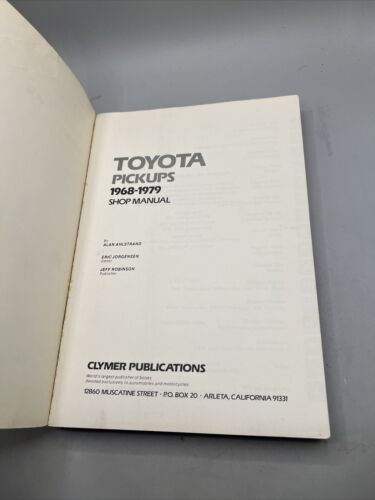 TOYOTA
PICKUPS
1968-1979
SHOP MANUAL
By
ALAN AHLSTRAND
ERIC JORGENSEN
Editor
JEFF ROBINSON
Publisher
CLYMER PUBLICATIONS
World's largest publisher of books
devoted exclusively to automobiles and motorcycles
12860 MUSCATINE STREET · P.O. BOX 20 · ARLETA, CALIFORNIA 91331